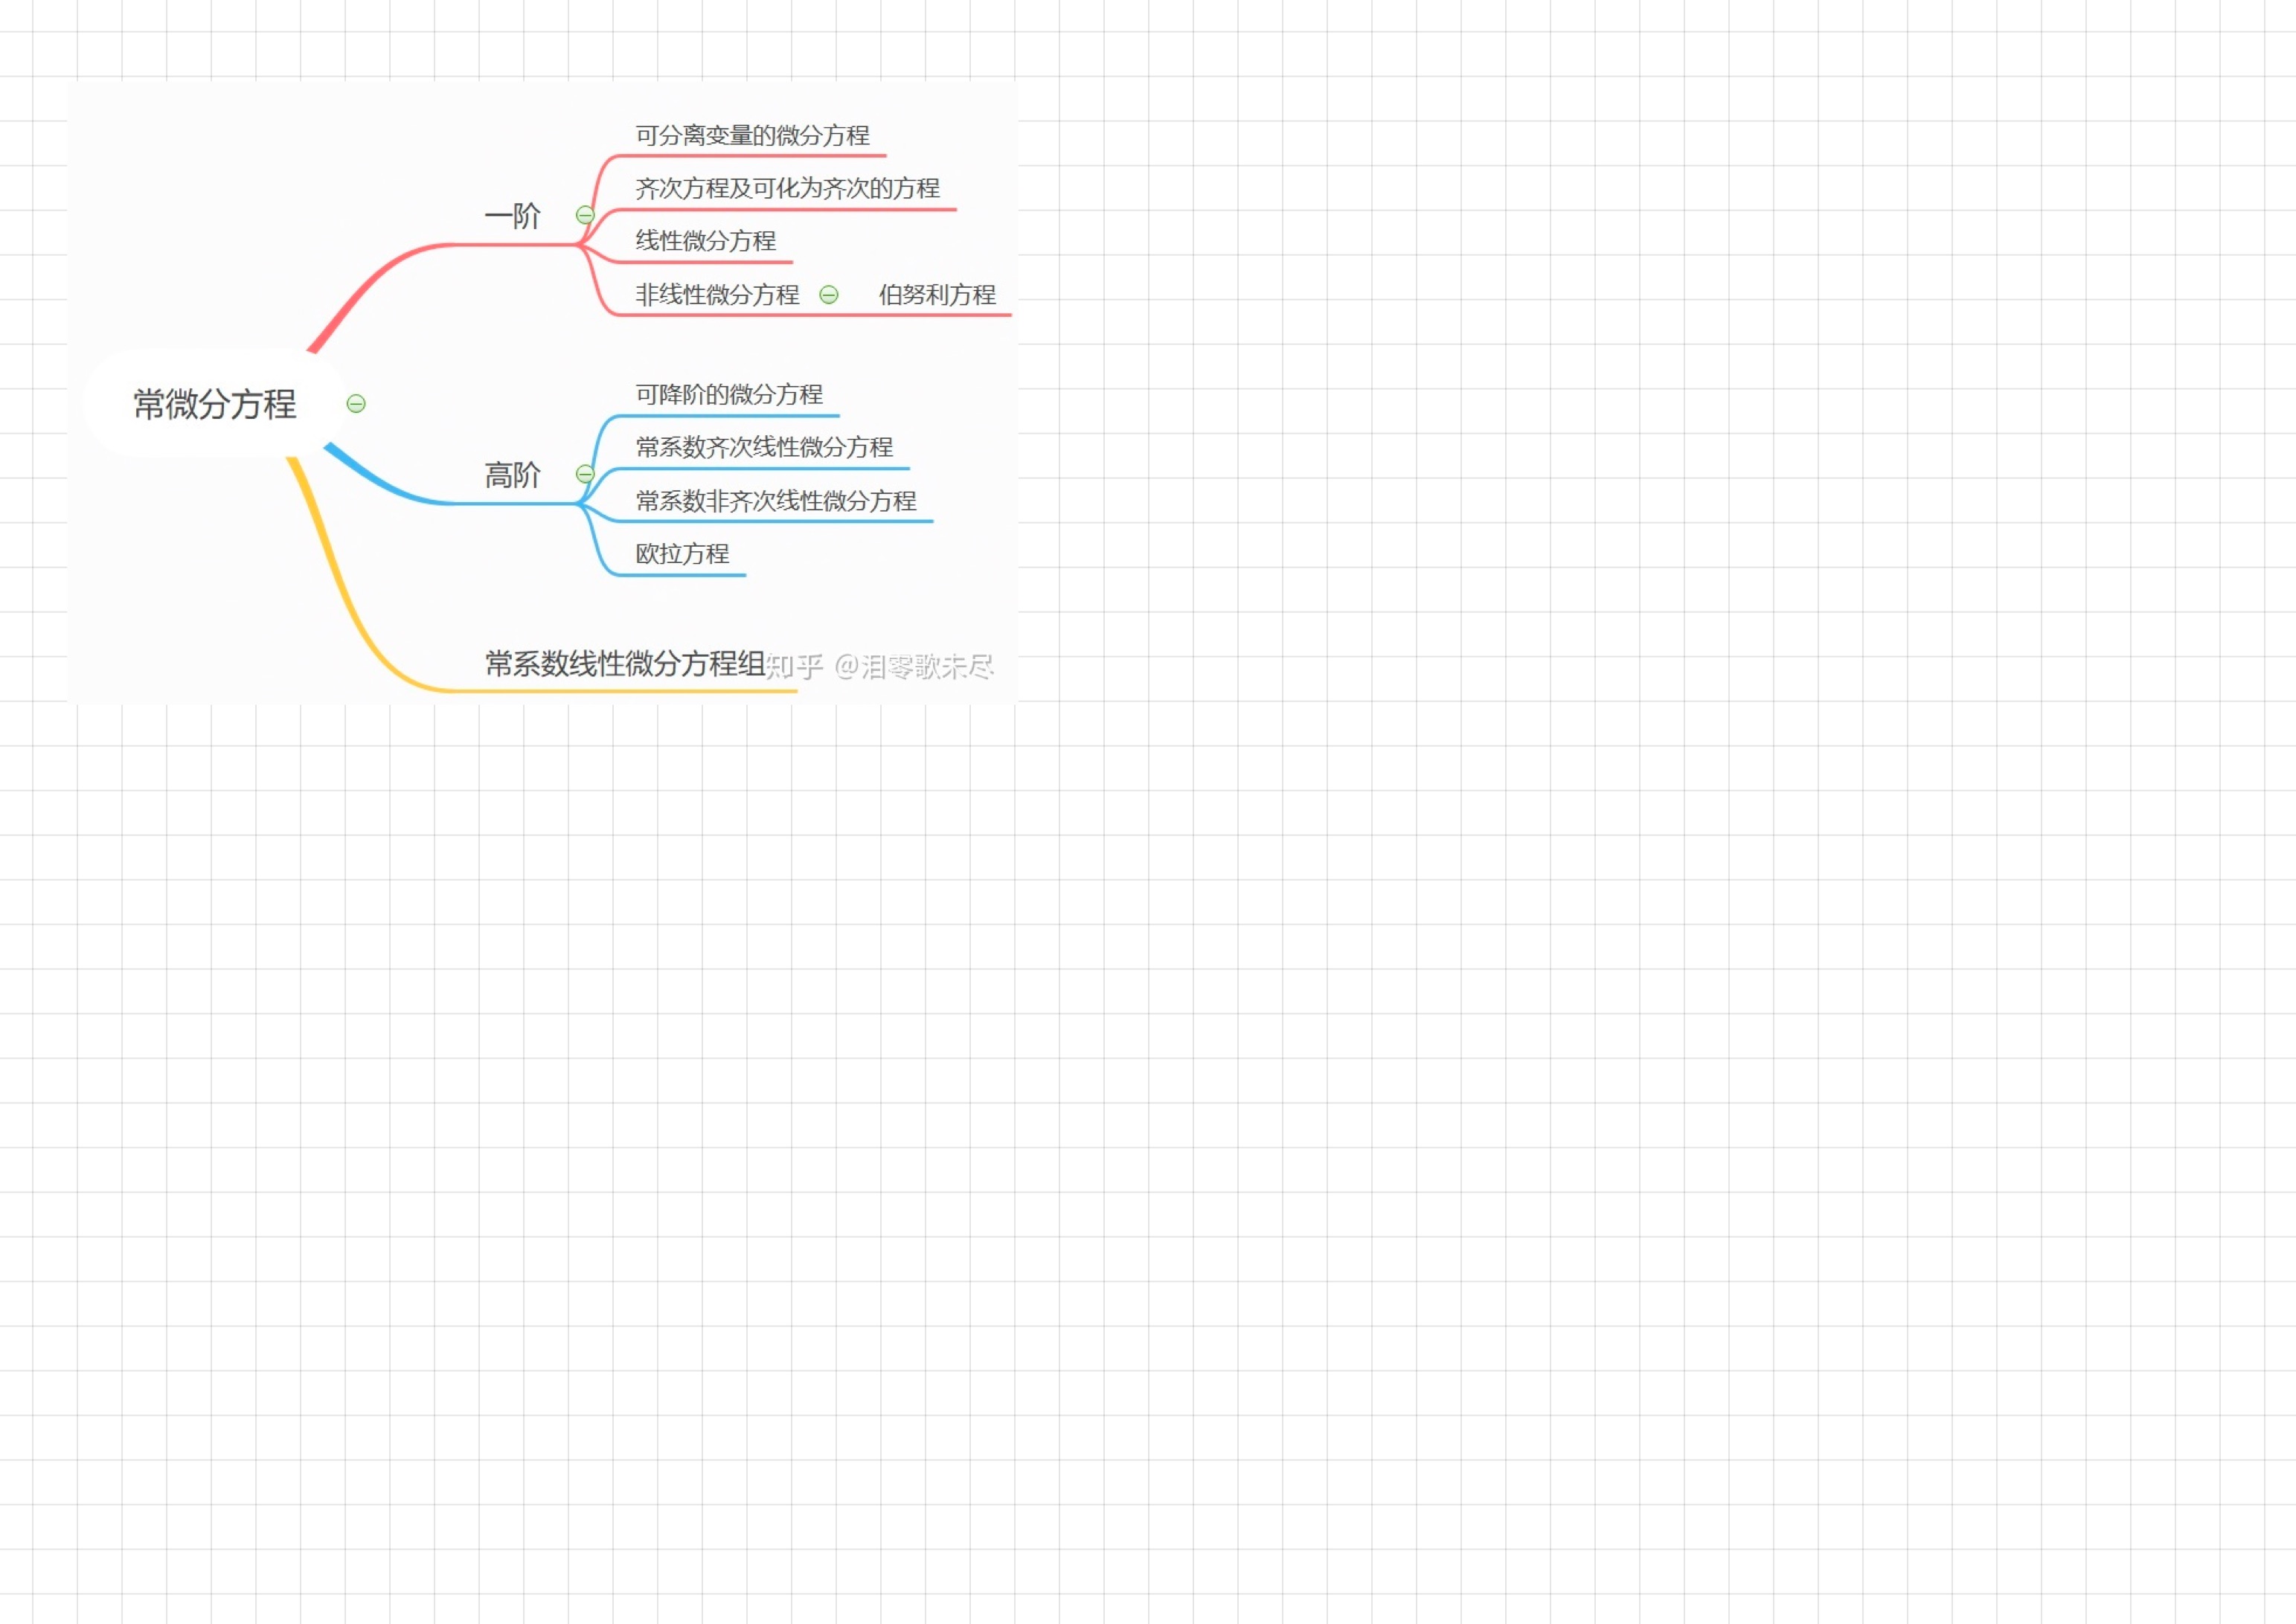 常微分方程
一阶
可分离变量的微分方程
齐次方程及可化为齐次的方程
线性微分方程
非线性微分方程 伯努利方程
高阶
可降阶的微分方程
常系数齐次线性微分方程
常系数非齐次线性微分方程
欧拉方程
常系数线性微分方程组
知乎 @泪零歌未尽